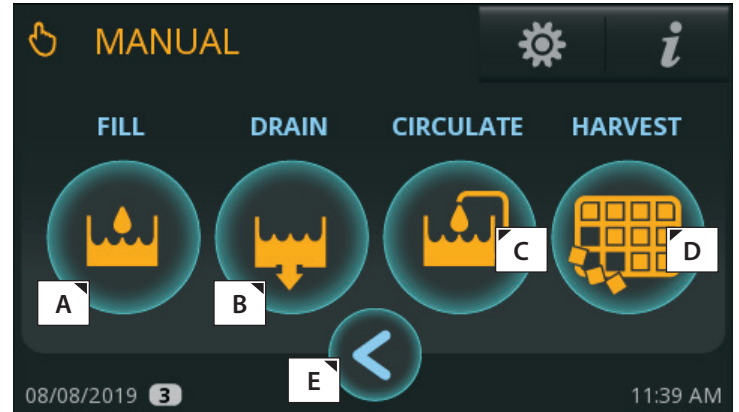 MANUAL i
FILL DRAIN CIRCULATE HARVEST
A B C D
E
08/08/2019 3 11:39 AM